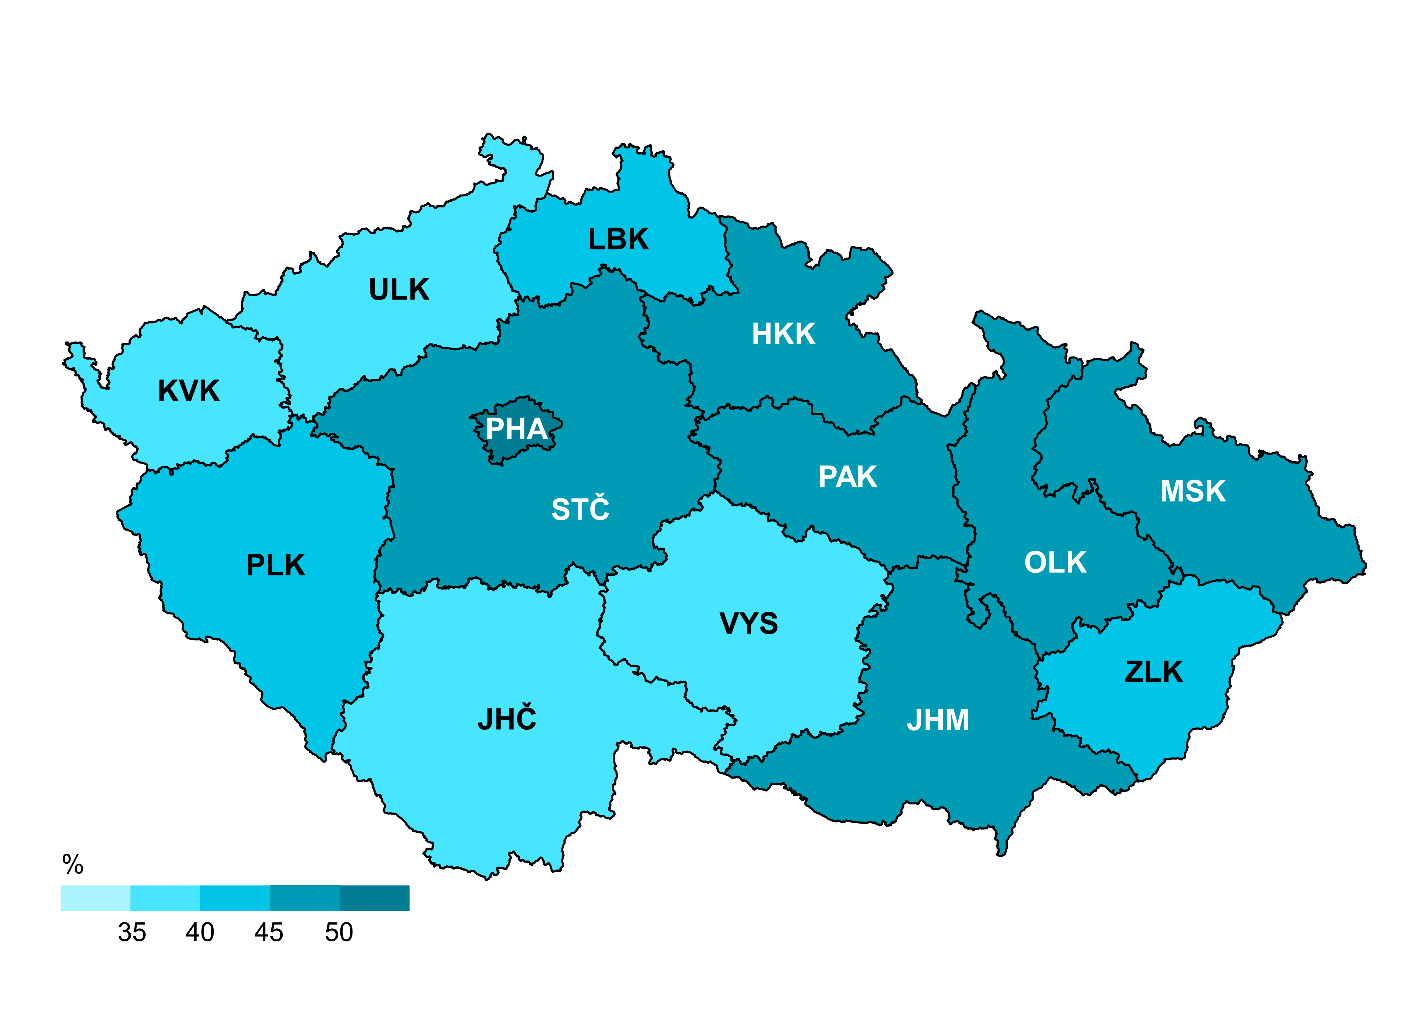 LBK
ULK
HKK
KVK
PHA
PAK
MSK
STČ
OLK
PLK
VYS
ZLK
JHČ
JHM
%
35 40 45 50